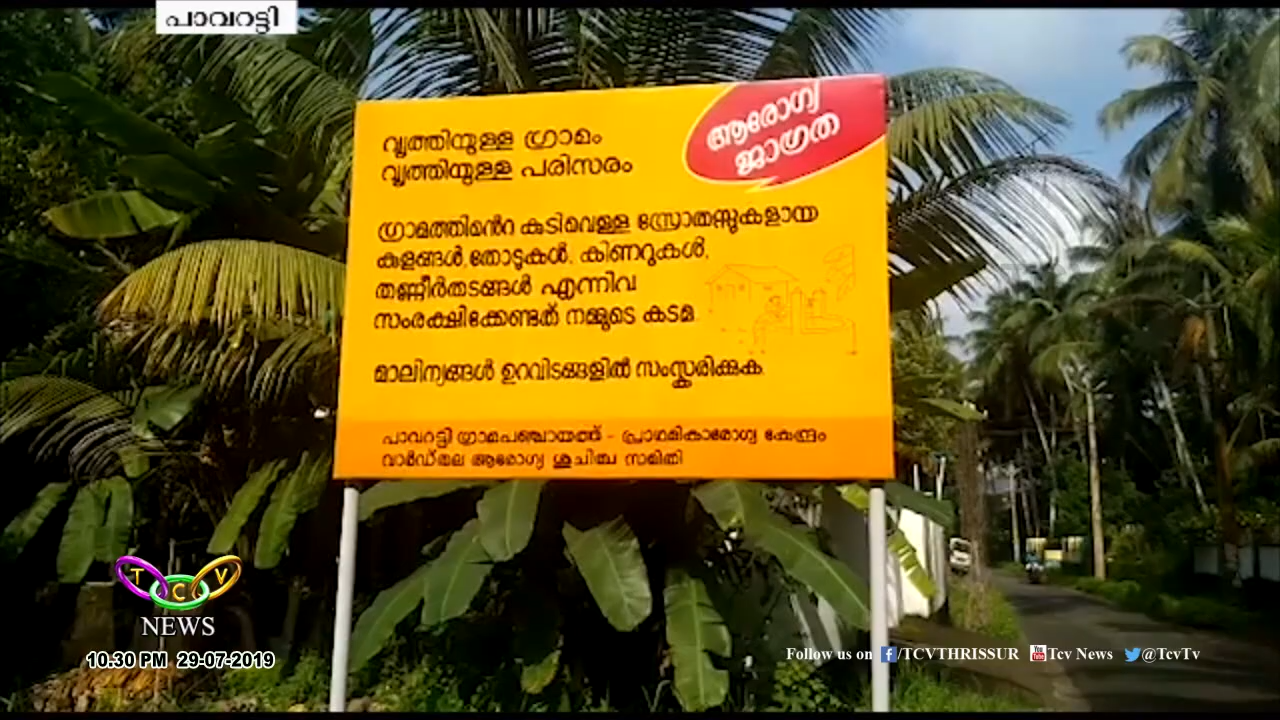 പാവറട്ടി
ആരോഗ്യ
ജാഗ്രത
വൃത്തിയുള്ള ഗ്രാമം
വൃത്തിയുള്ള പരിസരം
ഗ്രാമത്തിൻെറ കുടിവെള്ള സ്രോതസ്സുകളായ
കുളങ്ങൾ,തോടുകൾ, കിണറുകൾ,
തണ്ണീർതടങ്ങൾ എന്നിവ
സംരക്ഷിക്കേണ്ടത് നമ്മുടെ കടമ
മാലിന്യങ്ങൾ ഉറവിടങ്ങളിൽ സംസ്കരിക്കുക.
പാവറട്ടി ഗ്രാമപഞ്ചായത്ത് - പ്രാഥമികാരോഗ്യ കേന്ദ്രം
വാർഡ്തല ആരോഗ്യ ശുചിത്വ സമിതി
TCV
NEWS
10:30 PM 29-07-2019
Follow us on f/TCVTHRISSUR You Tube Tcv News @TcvTv